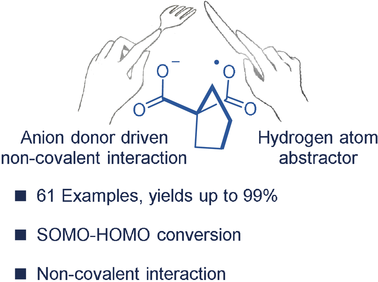 O⁻
•O
O
O
Anion donor driven
non-covalent interaction
Hydrogen atom
abstractor
■ 61 Examples, yields up to 99%
■ SOMO-HOMO conversion
■ Non-covalent interaction